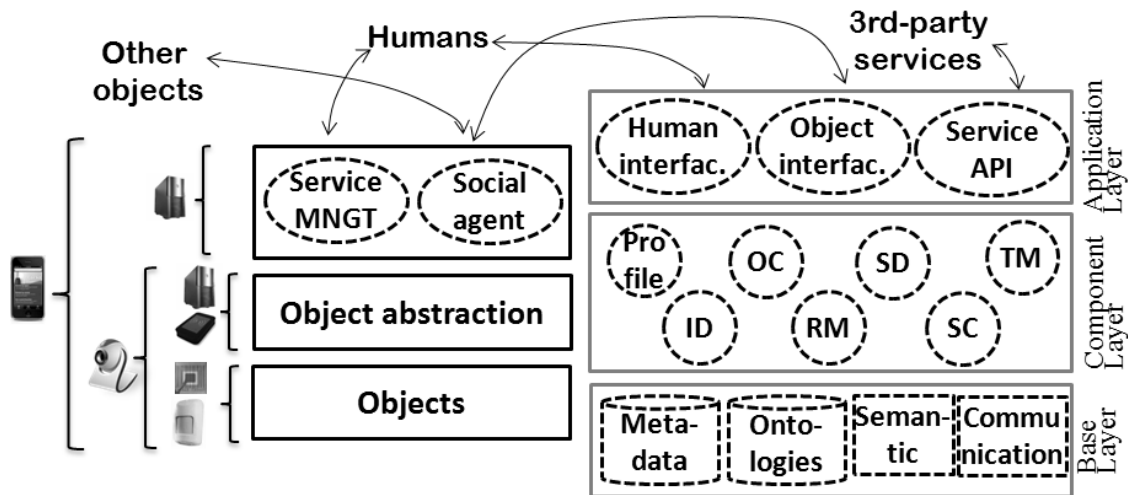 Other
objects
Humans
3rd-party
services
Service
MNGT
Social
agent
Object abstraction
Objects
Human
interfac.
Object
interfac.
Service
API
Application
Layer
Pro
file
OC
SD
TM
ID
RM
SC
Component
Layer
Meta-
data
Onto-
logies
Seman-
tic
Commu
nication
Base
Layer